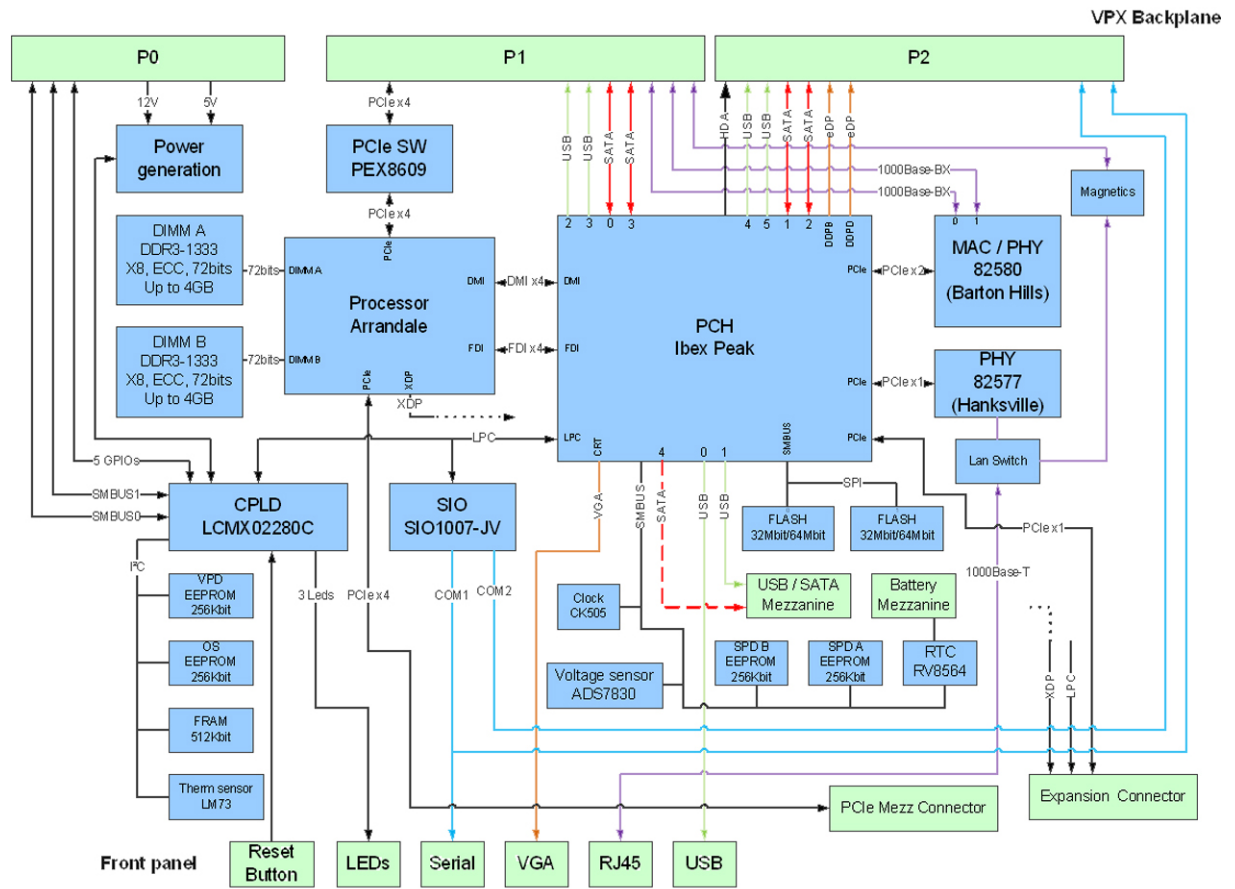 VPX Backplane
P0
P1
P2
12V
5V
PCIe x 4
USB
USB
SATA
SATA
HDA
USB
USB
SATA
SATA
eDP
eDP
Power
generation
PCIe SW
PEX8609
1000Base-BX
1000Base-BX
Magnetics
PCIe x 4
2
3
0
3
4
5
1
2
DDPB
DDPD
0
1
DIMM A
DDR3-1333
X8, ECC, 72bits
Up to 4GB
72bits
DIMM A
PCIe
DMI
DMI x4
DMI
PCIe
PCIe x 2
MAC / PHY
82580
(Barton Hills)
Processor
Arrandale
PCH
Ibex Peak
DIMM B
DDR3-1333
X8, ECC, 72bits
Up to 4GB
72bits
DIMM B
FDI
FDI x 4
FDI
PCIe
XDP
XDP
PCIe
PCIe x 1
PHY
82577
(Hanksville)
LPC
LPC
CRT
4
0
1
SMBUS
PCIe
Lan Switch
5 GPIOs
SMBUS1
SMBUS0
CPLD
LCMX02280C
SIO
SIO1007-JV
VGA
SMBUS
SATA
USB
USB
SPI
FLASH
32Mbit/64Mbit
FLASH
32Mbit/64Mbit
PCIe x 1
1000Base-T
I²C
3 Leds
PCIe x 4
COM1
COM2
VPD
EEPROM
256Kbit
Clock
CK505
USB / SATA
Mezzanine
Battery
Mezzanine
OS
EEPROM
256Kbit
Voltage sensor
ADS7830
SPD B
EEPROM
256Kbit
SPD A
EEPROM
256Kbit
RTC
RV8564
XDP
LPC
FRAM
512Kbit
Therm sensor
LM73
PCIe Mezz Connector
Expansion Connector
Front panel
Reset
Button
LEDs
Serial
VGA
RJ45
USB